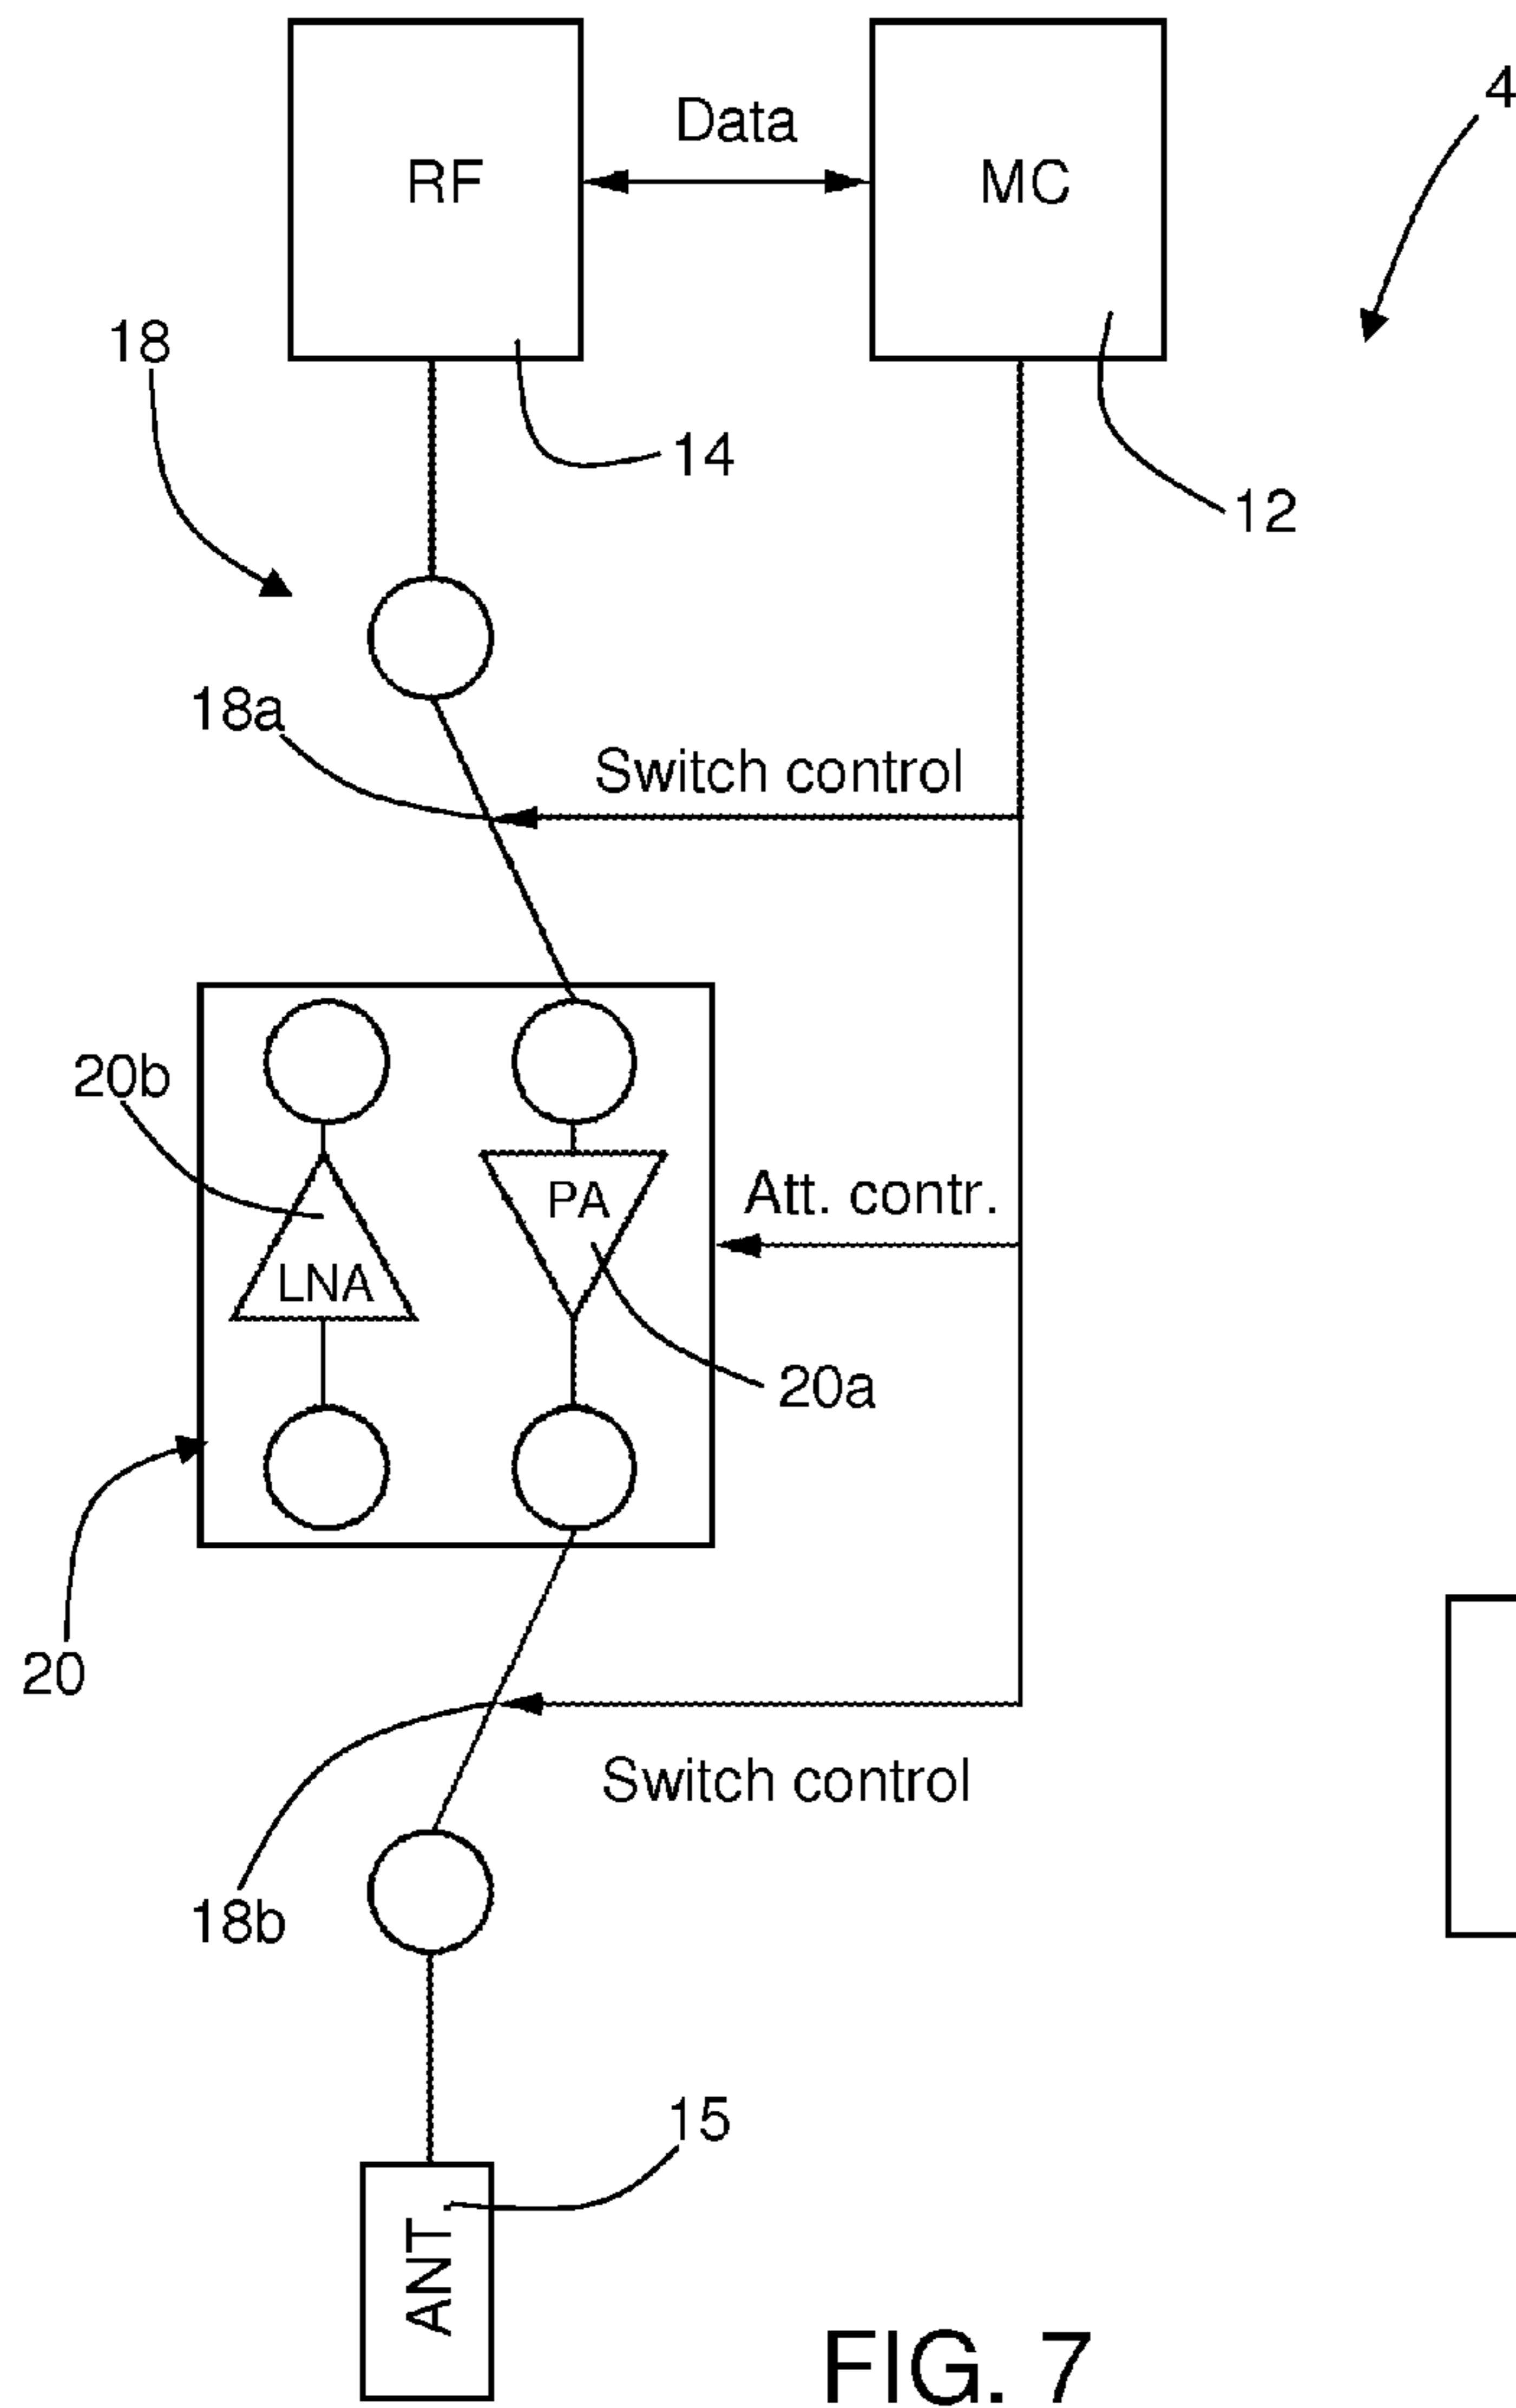 4
Data
RF
MC
18
14
12
18a
Switch control
20b
PA
Att. contr.
LNA
20a
20
Switch control
18b
15
ANT
FIG. 7